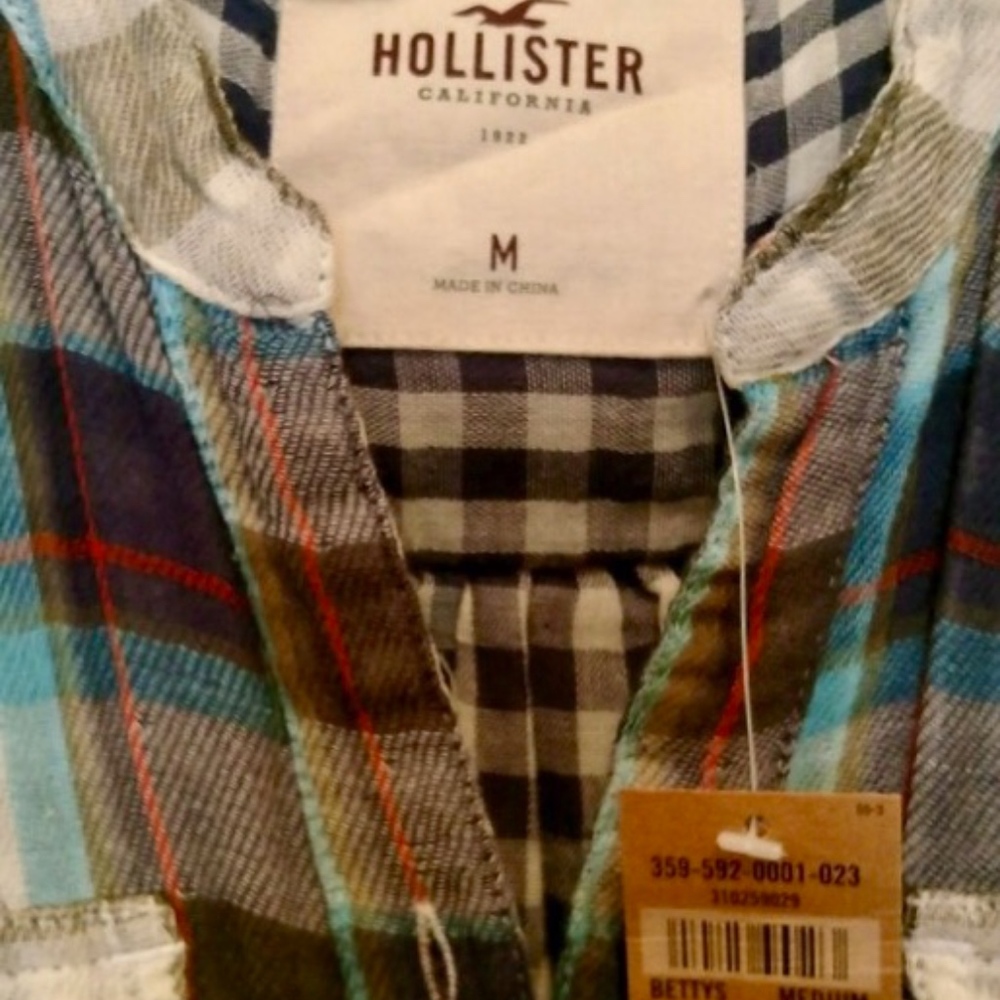 HOLLISTER
CALIFORNIA
1922
M
MADE IN CHINA
359-592-0001-023
310259029
BETTYS MEDIUM